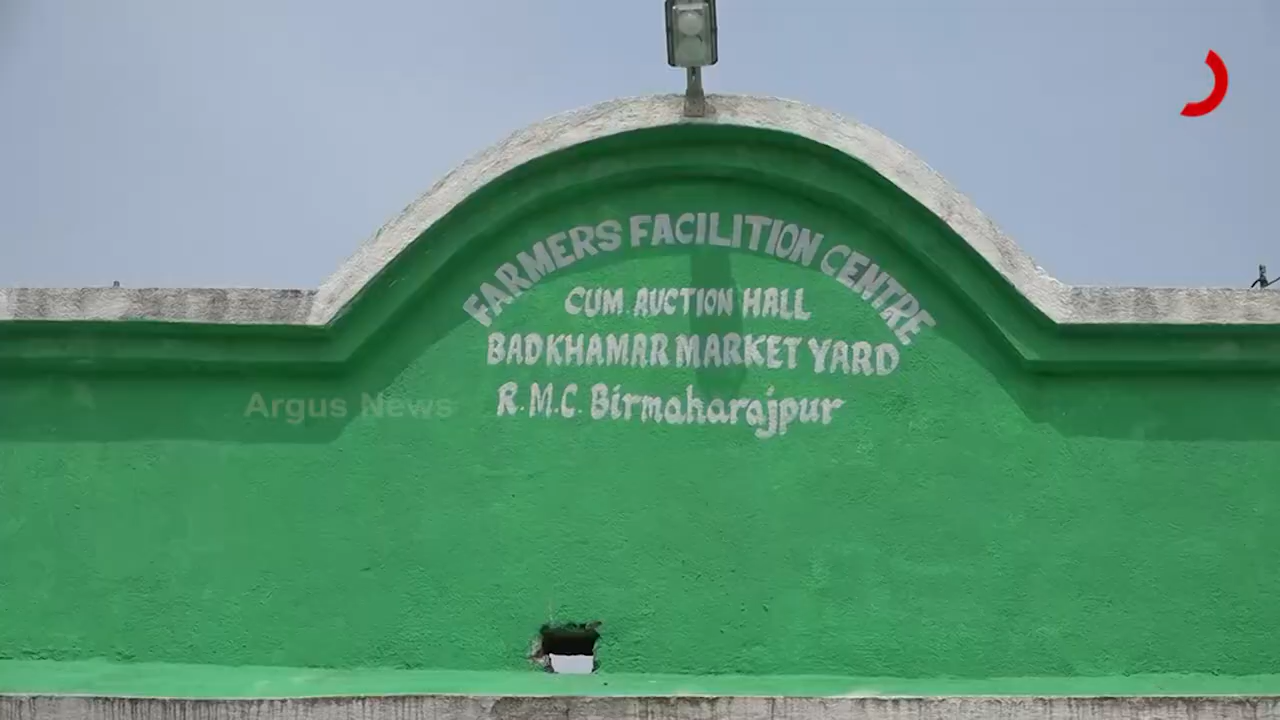 FARMERS FACILITION CENTRE
CUM AUCTION HALL
BADKHAMAR MARKET YARD
R.M.C. Birmaharajpur
Argus News